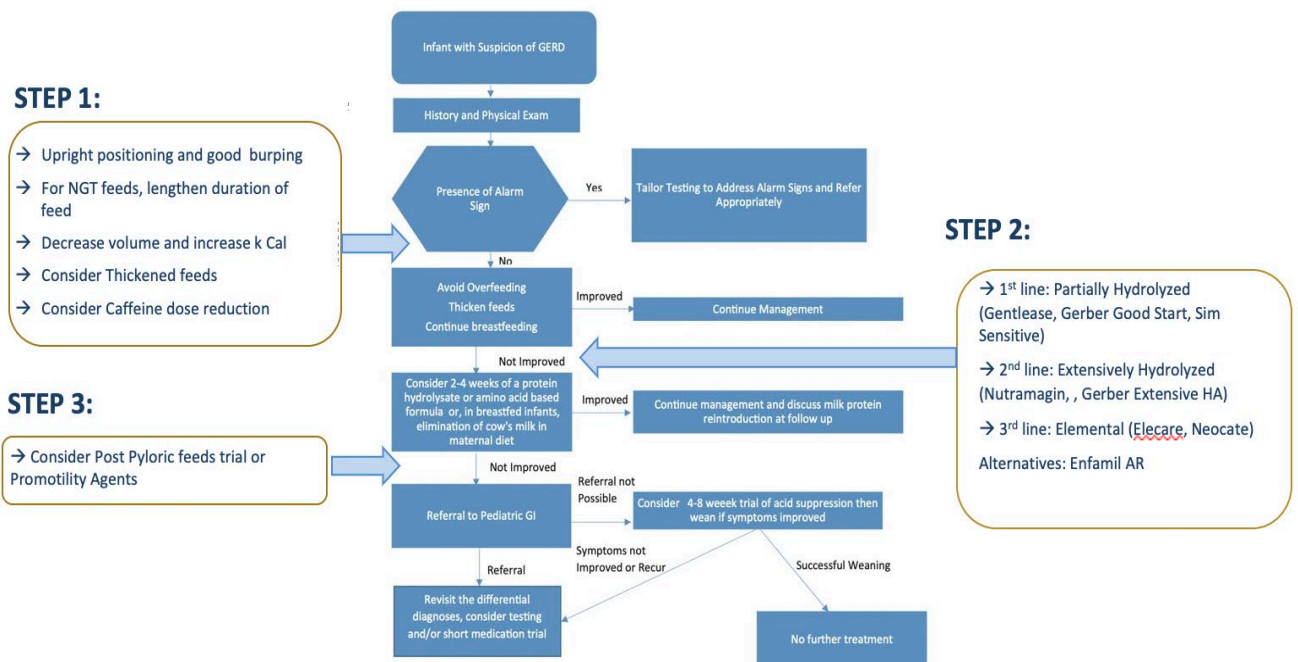 Infant with Suspicion of GERD
History and Physical Exam
Presence of Alarm
Sign
Yes
Tailor Testing to Address Alarm Signs and Refer
Appropriately
No
STEP 1:
→ Upright positioning and good burping
→ For NGT feeds, lengthen duration of
feed
→ Decrease volume and increase k Cal
→ Consider Thickened feeds
→ Consider Caffeine dose reduction
Avoid Overfeeding
Thicken feeds
Continue breastfeeding
Improved
Continue Management
Not Improved
STEP 2:
→ 1st line: Partially Hydrolyzed
(Gentlease, Gerber Good Start, Sim
Sensitive)
→ 2nd line: Extensively Hydrolyzed
(Nutramagin, , Gerber Extensive HA)
→ 3rd line: Elemental (Elecare, Neocate)
Alternatives: Enfamil AR
Consider 2-4 weeks of a protein
hydrolysate or amino acid based
formula or, in breastfed infants,
elimination of cow's milk in
maternal diet
Improved
Continue management and discuss milk protein
reintroduction at follow up
Not Improved
STEP 3:
→ Consider Post Pyloric feeds trial or
Promotility Agents
Referral to Pediatric GI
Referral not
Possible
Consider 4-8 weeek trial of acid suppression then
wean if symptoms improved
Referral
Symptoms not
Improved or Recur
Successful Weaning
Revisit the differential
diagnoses, consider testing
and/or short medication trial
No further treatment